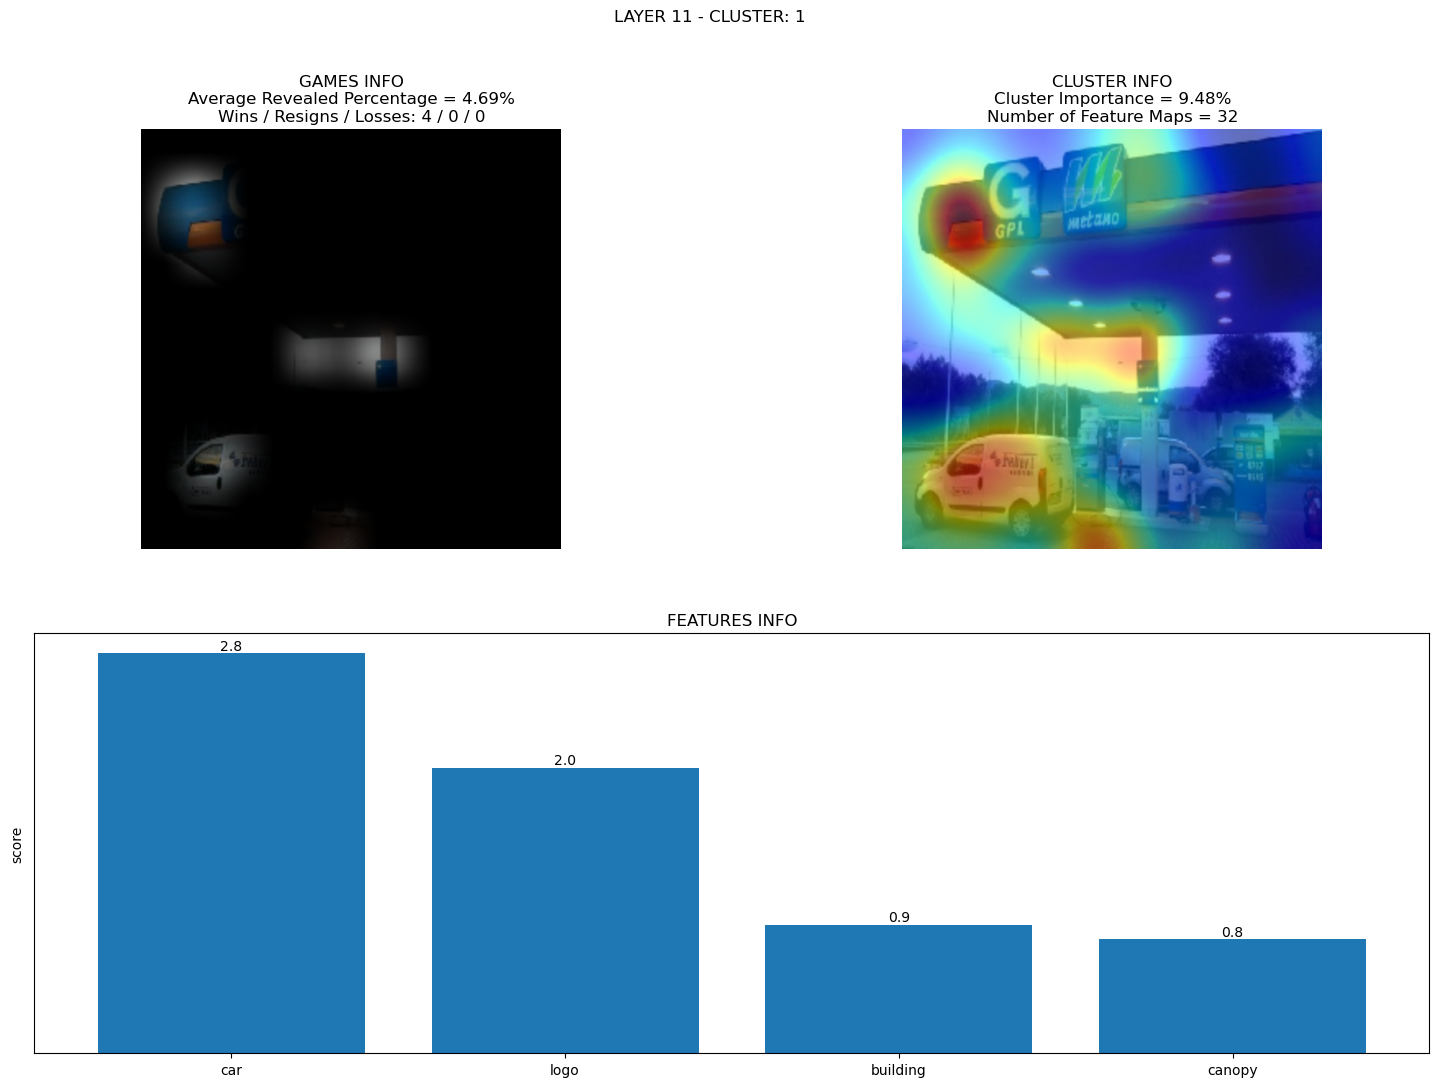 LAYER 11 - CLUSTER: 1
GAMES INFO
Average Revealed Percentage = 4.69%
Wins / Resigns / Losses: 4 / 0 / 0
G
G
CLUSTER INFO
Cluster Importance = 9.48%
Number of Feature Maps = 32
G
GPL
metano
FEATURES INFO
score
2.8
2.0
0.9
0.8
car
logo
building
canopy